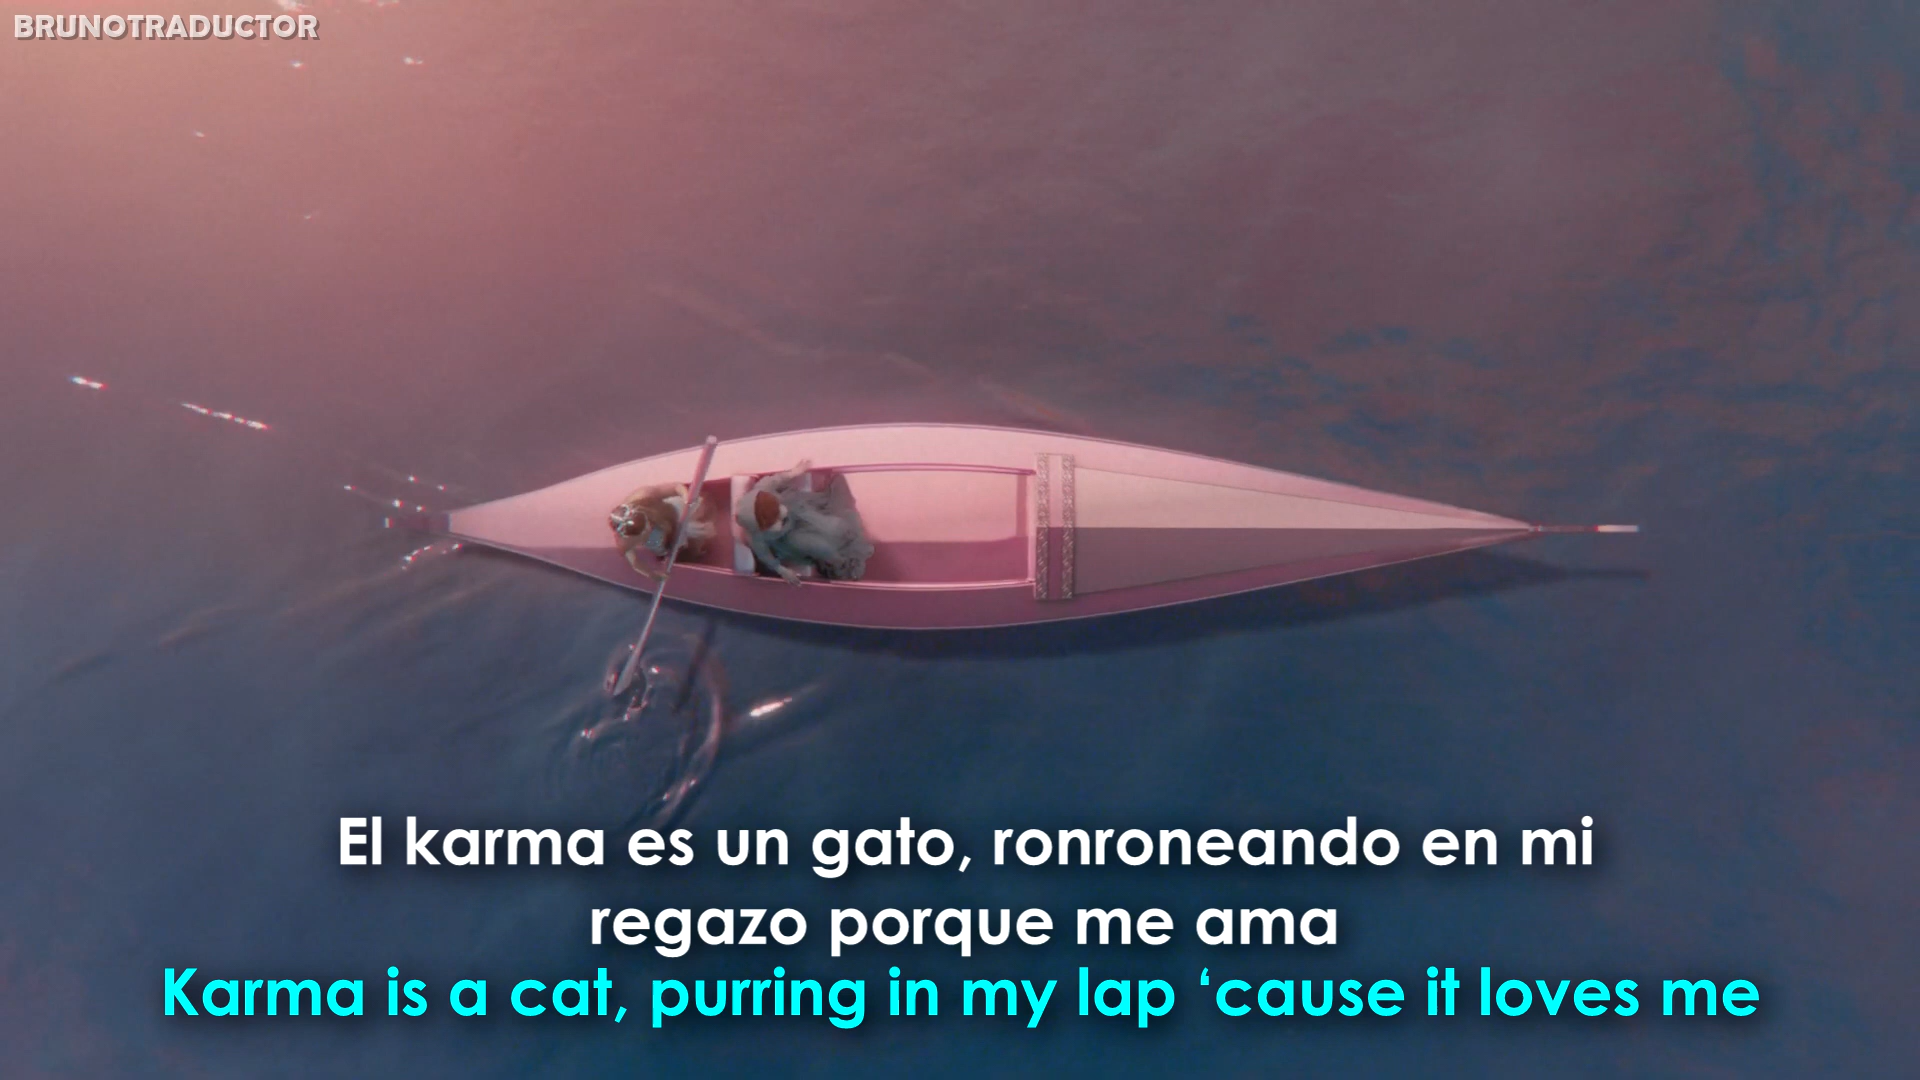 BRUNOTRADUCTOR
El karma es un gato, ronroneando en mi
regazo porque me ama
Karma is a cat, purring in my lap ‘cause it loves me